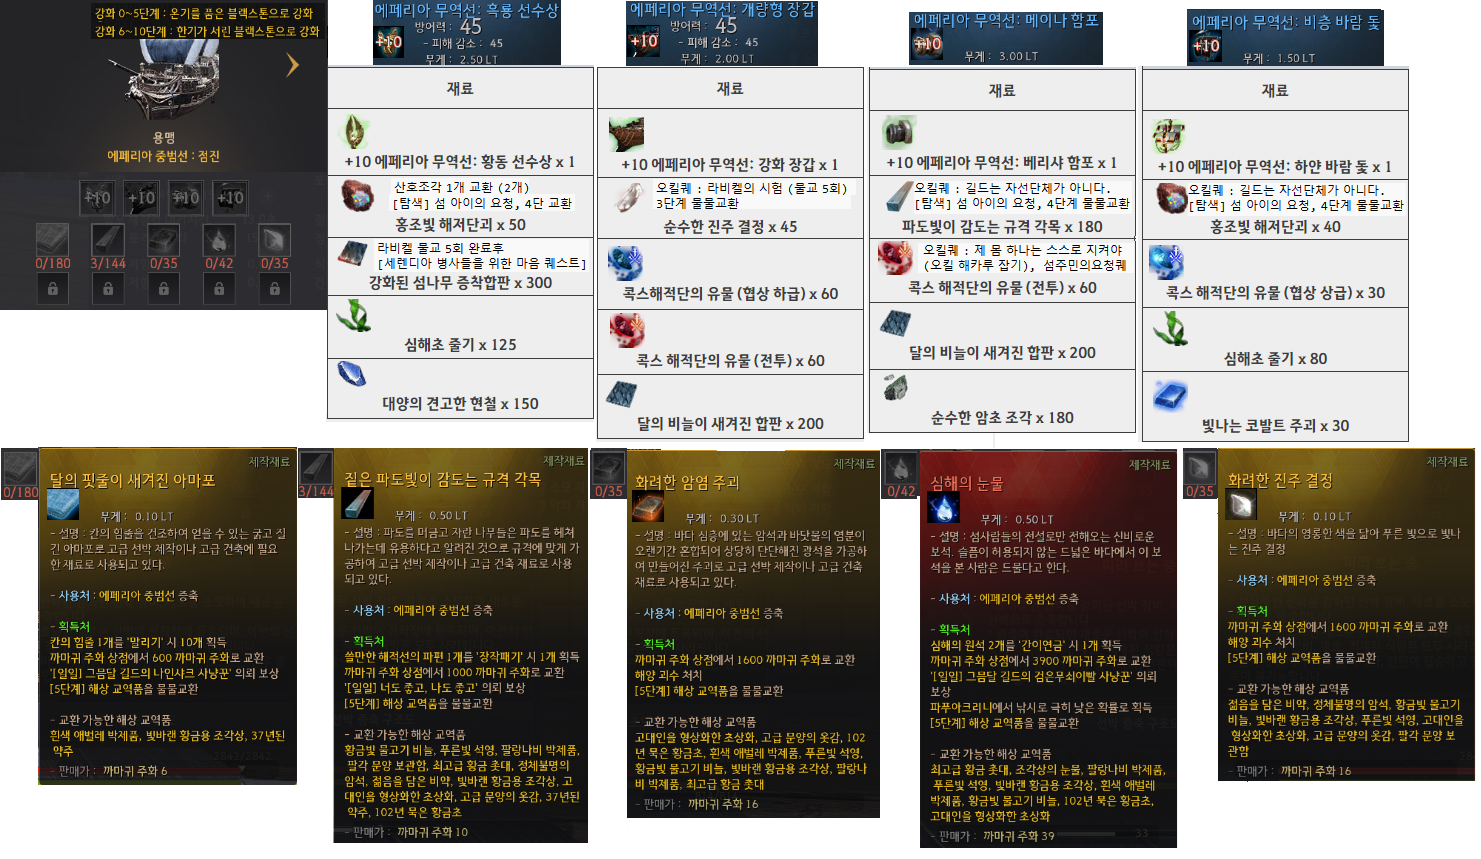 강화 0~5단계 : 온기를 품은 블랙스톤으로 강화
강화 6~10단계 : 한기가 서린 블랙스톤으로 강화
용맹
에페리아 중범선 : 점진
+10
+10
+10
+10
0/180
3/144
0/35
0/42
0/35
에페리아 무역선: 흑룡 선수상
+10
방어력 : 45
- 피해 감소 : 45
무게 : 2.50 LT
재료
+10 에페리아 무역선: 황동 선수상 x 1
산호조각 1개 교환 (2개)
[탐색] 섬 아이의 요청, 4단 교환
홍조빛 해저단괴 x 50
라비켈 물교 5회 완료후
[세렌디아 병사들을 위한 마음 퀘스트]
강화된 섬나무 증착합판 x 300
심해초 줄기 x 125
대양의 견고한 현철 x 150
에페리아 무역선: 개량형 장갑
+10
방어력 : 45
- 피해 감소 : 45
무게 : 2.00 LT
재료
+10 에페리아 무역선: 강화 장갑 x 1
오킬퀘 : 라비켈의 시험 (물교 5회)
3단계 물물교환
순수한 진주 결정 x 45
콕스해적단의 유물 (협상 하급) x 60
콕스 해적단의 유물 (전투) x 60
달의 비늘이 새겨진 합판 x 200
에페리아 무역선: 메이나 함포
+10
무게 : 3.00 LT
재료
+10 에페리아 무역선: 베리샤 함포 x 1
오킬퀘 : 길드는 자선단체가 아니다.
[탐색] 섬 아이의 요청, 4단계 물물교환
파도빛이 감도는 규격 각목 x 180
오킬퀘 : 제 몸 하나는 스스로 지켜야
(오킬 해카루 잡기), 섬주민의요청퀘
콕스 해적단의 유물 (전투) x 60
달의 비늘이 새겨진 합판 x 200
순수한 암초 조각 x 180
에페리아 무역선: 비층 바람 돛
+10
무게 : 1.50 LT
재료
+10 에페리아 무역선: 하얀 바람 돛 x 1
오킬퀘 : 길드는 자선단체가 아니다.
[탐색] 섬 아이의 요청, 4단계 물물교환
홍조빛 해저단괴 x 40
콕스 해적단의 유물 (협상 상급) x 30
심해초 줄기 x 80
빛나는 코발트 주괴 x 30
0/180
제작재료
달의 핏줄이 새겨진 아마포
무게 : 0.10 LT
- 설명 : 칸의 힘줄을 건조하여 얻을 수 있는 굵고 질
긴 아마포로 고급 선박 제작이나 고급 건축에 필요
한 재료로 사용되고 있다.
- 사용처 : 에페리아 중범선 증축
- 획득처
칸의 힘줄 1개를 '말리기' 시 10개 획득
까마귀 주화 상점에서 600 까마귀 주화로 교환
'[일일] 그믐달 길드의 나인샤크 사냥꾼' 의뢰 보상
[5단계] 해상 교역품을 물물교환
- 교환 가능한 해상 교역품
흰색 애벌레 박제품, 빛바랜 황금용 조각상, 37년된
약주
- 판매가 : 까마귀 주화 6
3/144
제작재료
짙은 파도빛이 감도는 규격 각목
무게 : 0.50 LT
- 설명 : 파도를 머금고 자란 나무들은 파도를 헤쳐
나가는데 유용하다고 알려진 것으로 규격에 맞게 가
공하여 고급 선박 제작이나 고급 건축 재료로 사용
되고 있다.
- 사용처 : 에페리아 중범선 증축
- 획득처
쓸만한 해적선의 파편 1개를 '장작패기' 시 1개 획득
까마귀 주화 상점에서 1000 까마귀 주화로 교환
'[일일] 너도 좋고, 나도 좋고' 의뢰 보상
[5단계] 해상 교역품을 물물교환
- 교환 가능한 해상 교역품
황금빛 물고기 비늘, 푸른빛 석영, 팔랑나비 박제품,
팔각 문양 보관함, 최고급 황금 촛대, 정체불명의
암석, 젊음을 담은 비약, 빛바랜 황금용 조각상, 고
대인을 형상화한 초상화, 고급 문양의 옷감, 37년된
약주, 102년 묵은 황금초
- 판매가 : 까마귀 주화 10
0/35
제작재료
화려한 암염 주괴
무게 : 0.30 LT
- 설명 : 바다 심층에 있는 암석과 바닷물의 염분이
오랜기간 혼합되어 상당히 단단해진 광석을 가공하
여 만들어진 주괴로 고급 선박 제작이나 고급 건축
재료로 사용되고 있다.
- 사용처 : 에페리아 중범선 증축
- 획득처
까마귀 주화 상점에서 1600 까마귀 주화로 교환
해양 괴수 처치
[5단계] 해상 교역품을 물물교환
- 교환 가능한 해상 교역품
고대인을 형상화한 초상화, 고급 문양의 옷감, 102
년 묵은 황금초, 흰색 애벌레 박제품, 푸른빛 석영,
황금빛 물고기 비늘, 빛바랜 황금용 조각상, 팔랑나
비 박제품, 최고급 황금 촛대
- 판매가 : 까마귀 주화 16
0/42
제작재료
심해의 눈물
무게 : 0.50 LT
- 설명 : 섬사람들의 전설로만 전해오는 신비로운
보석. 슬픔이 허용되지 않는 드넓은 바다에서 이 보
석을 본 사람은 드물다고 한다.
- 사용처 : 에페리아 중범선 증축
- 획득처
심해의 원석 2개를 '간이연금' 시 1개 획득
까마귀 주화 상점에서 3900 까마귀 주화로 교환
'[일일] 그믐달 길드의 검은무쇠이빨 사냥꾼' 의뢰
보상
파푸아크리니에서 낚시로 극히 낮은 확률로 획득
[5단계] 해상 교역품으로 물물교환
- 교환 가능한 해상 교역품
최고급 황금 촛대, 조각상의 눈물, 팔랑나비 박제품,
푸른빛 석영, 빛바랜 황금용 조각상, 흰색 애벌레
박제품, 황금빛 물고기 비늘, 102년 묵은 황금초,
고대인을 형상화한 초상화
- 판매가 : 까마귀 주화 39
0/35
제작재료
화려한 진주 결정
무게 : 0.10 LT
- 설명 : 바다의 영롱한 색을 닮아 푸른 빛으로 빛나
는 진주 결정
- 사용처 : 에페리아 중범선 증축
- 획득처
까마귀 주화 상점에서 1600 까마귀 주화로 교환
해양 괴수 처치
[5단계] 해상 교역품을 물물교환
- 교환 가능한 해상 교역품
젊음을 담은 비약, 정체불명의 암석, 황금빛 물고기
비늘, 빛바랜 황금용 조각상, 푸른빛 석영, 고대인을
형상화한 초상화, 고급 문양의 옷감, 팔각 문양 보
관함
- 판매가 : 까마귀 주화 16